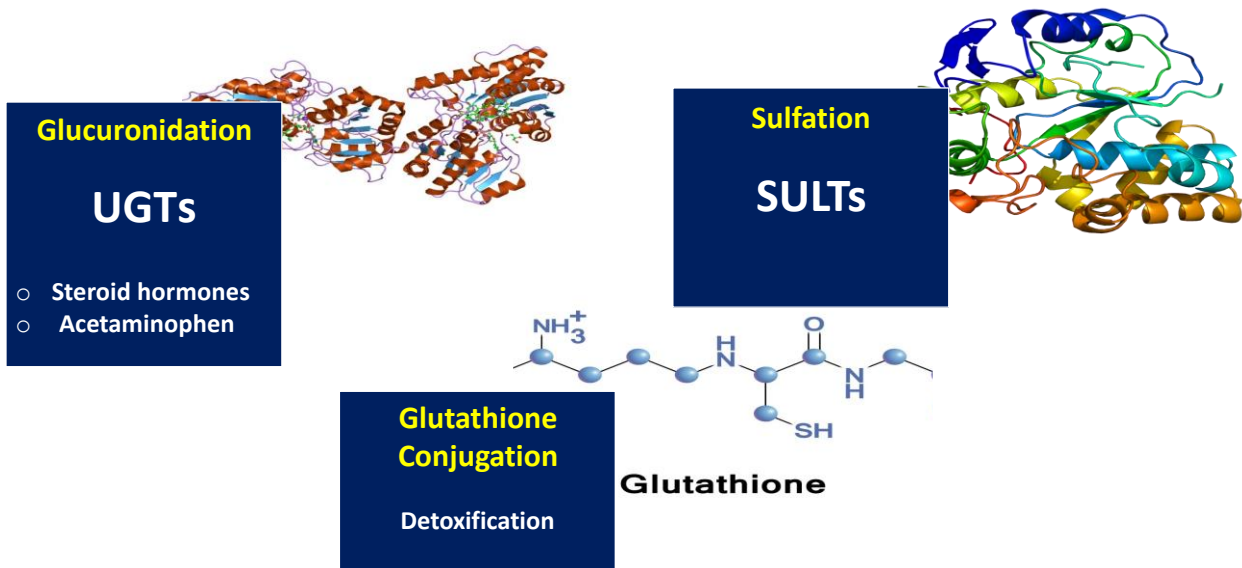 Glucuronidation
UGTs
○ Steroid hormones
○ Acetaminophen
Sulfation
SULTs
NH3+
H
N
O
N
H
SH
Glutathione
Conjugation
Detoxification
Glutathione